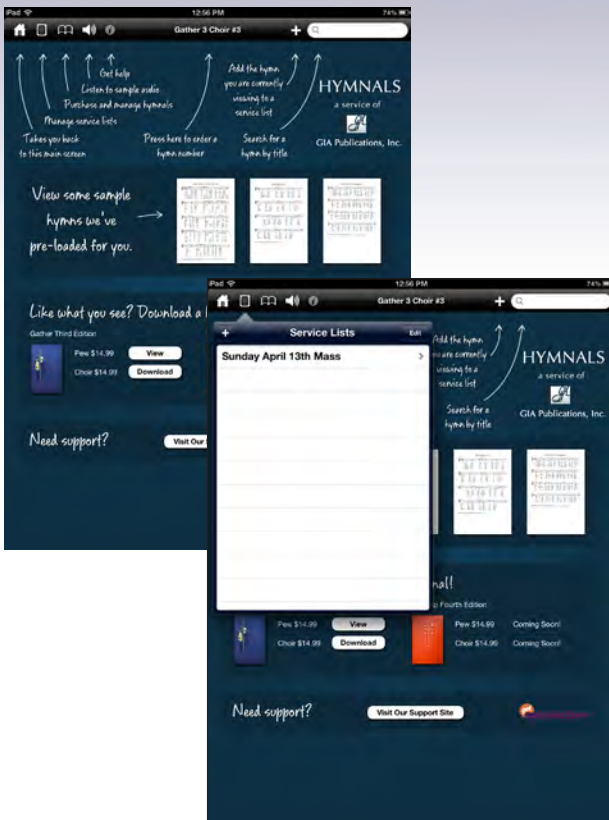 iPad
12:56 PM
74%
Gather 3 Choir #3
+
Get help
Listen to sample audio
Purchase and manage hymnals
Manage service lists
Takes you back
to this main screen
Press here to enter a
hymn number
Add the hymn
you are currently
viewing to a
service list
Search for a
hymn by title
HYMNALS
a service of
GIA Publications, Inc.
View some sample
hymns we've
pre-loaded for you.
Like what you see? Download a
Gather Third Edition
Pew $14.99
View
Choir $14.99
Download
Need support?
Visit Our
iPad
12:56 PM
74%
Gather 3 Choir #3
+
+
Service Lists
Edit
Sunday April 13th Mass
Add the hymn
you are currently
viewing to a
service list
Search for a
hymn by title
HYMNALS
a service of
GIA Publications, Inc.
nal!
Fourth Edition
Pew $14.99
View
Pew $14.99
Coming Soon!
Choir $14.99
Download
Choir $14.99
Coming Soon!
Need support?
Visit Our Support Site